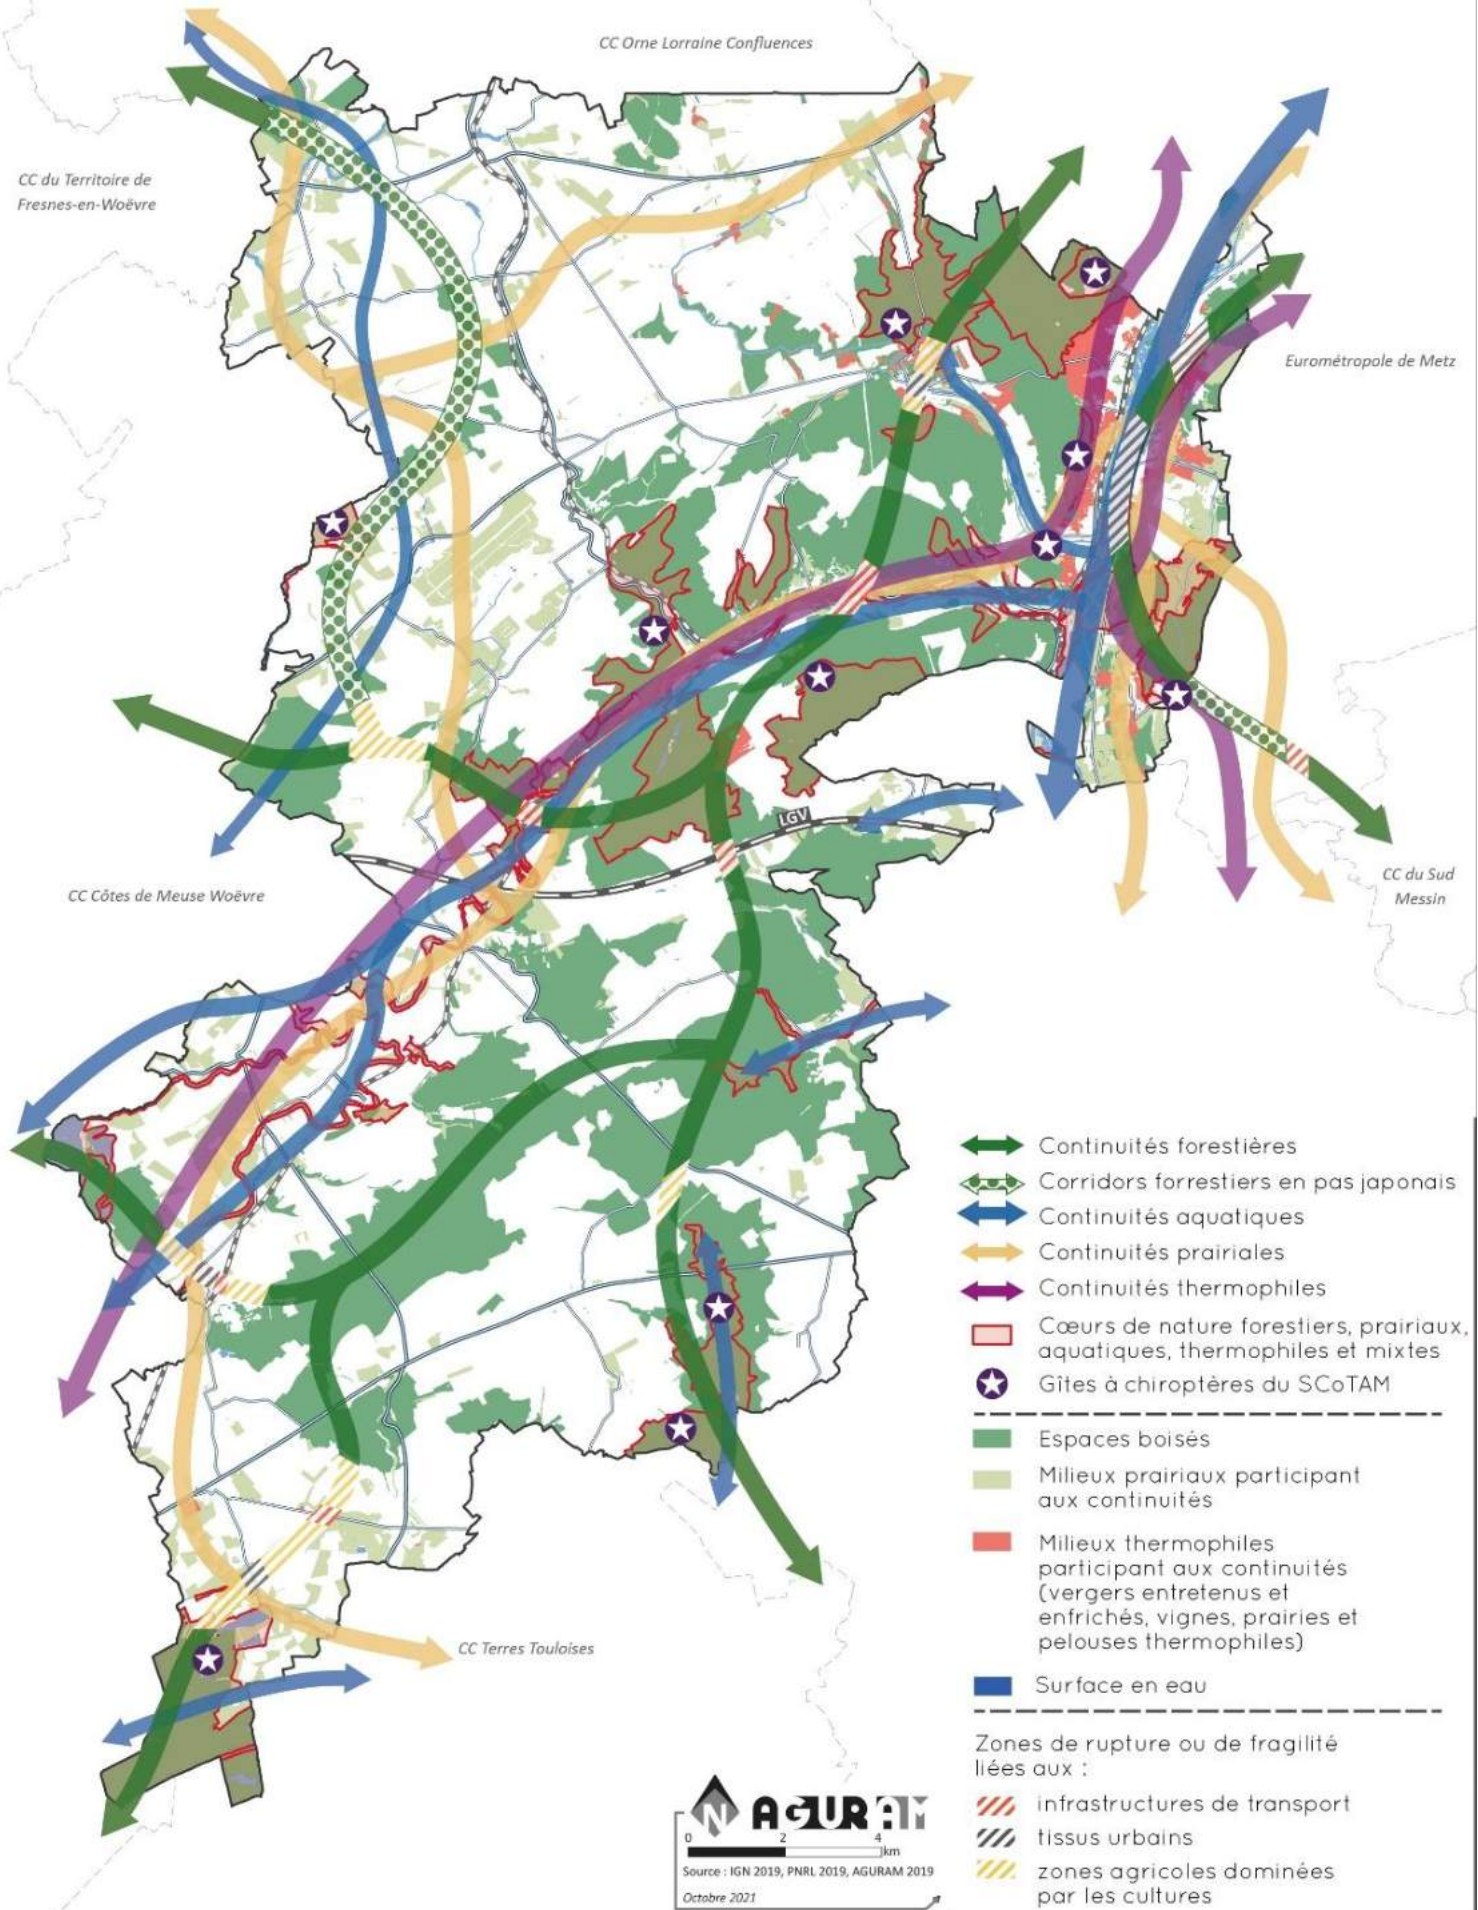 CC Orne Lorraine Confluences
CC du Territoire de
Fresnes-en-Woëvre
Eurométropole de Metz
LGV
CC Côtes de Meuse Woëvre
CC du Sud
Messin
CC Terres Touloises
Continuités forestières
Corridors forrestiers en pas japonais
Continuités aquatiques
Continuités prairiales
Continuités thermophiles
Cœurs de nature forestiers, prairiaux,
aquatiques, thermophiles et mixtes
Gîtes à chiroptères du SCoTAM
Espaces boisés
Milieux prairiaux participant
aux continuités
Milieux thermophiles
participant aux continuités
(vergers entretenus et
enfrichés, vignes, prairies et
pelouses thermophiles)
Surface en eau
Zones de rupture ou de fragilité
liées aux :
infrastructures de transport
tissus urbains
zones agricoles dominées
par les cultures
N AGURAM
0 2 4
km
Source : IGN 2019, PNRL 2019, AGURAM 2019
Octobre 2021